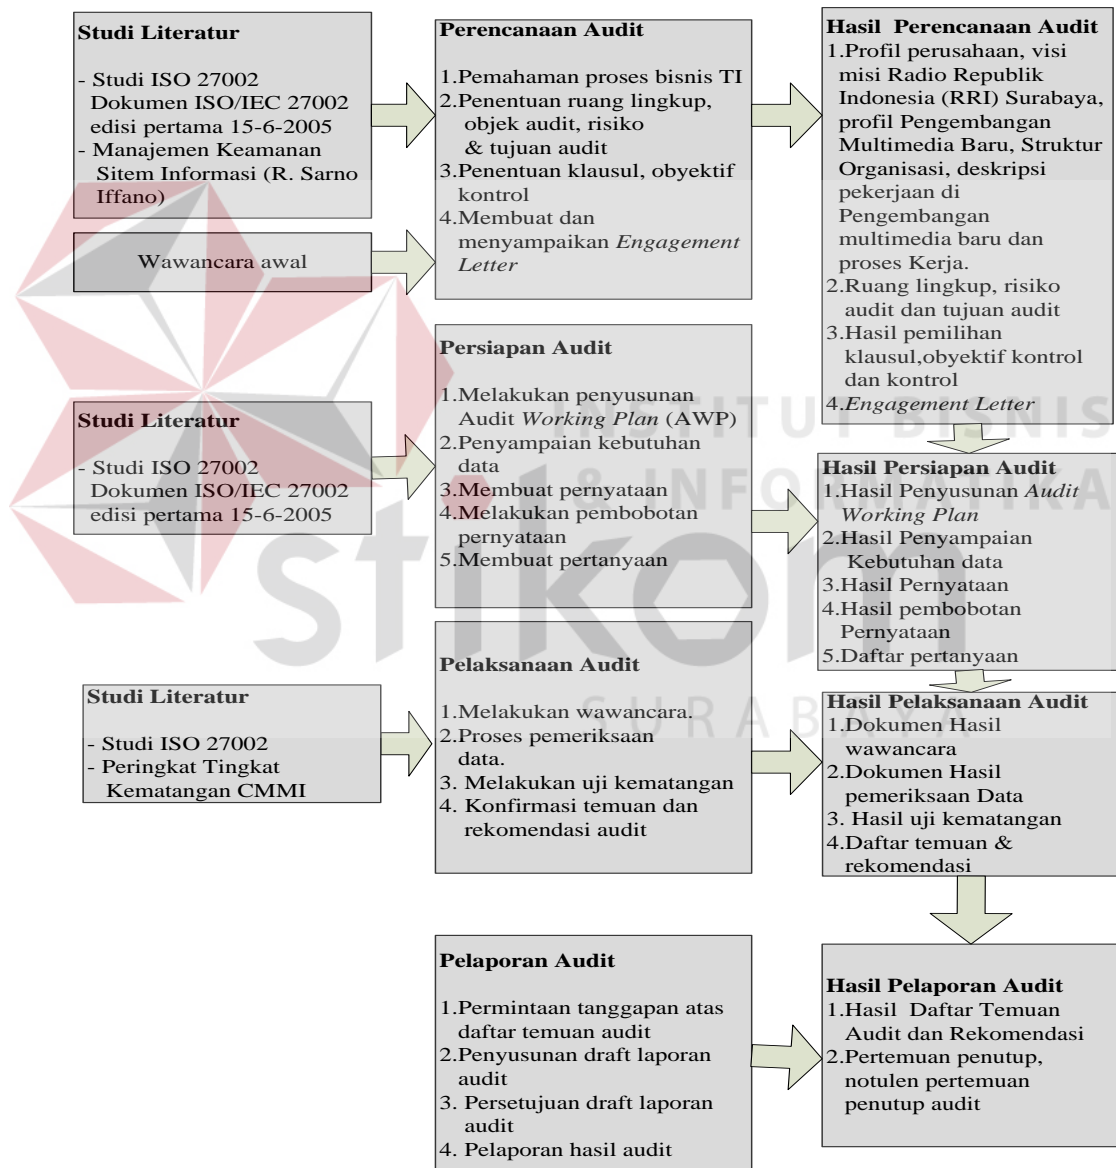 Studi Literatur
- Studi ISO 27002
Dokumen ISO/IEC 27002
edisi pertama 15-6-2005
- Manajemen Keamanan
Sitem Informasi (R. Sarno
Iffano)
Wawancara awal
Perencanaan Audit
1.Pemahaman proses bisnis TI
2.Penentuan ruang lingkup,
objek audit, risiko
& tujuan audit
3.Penentuan klausul, obyektif
kontrol
4.Membuat dan
menyampaikan Engagement
Letter
Hasil Perencanaan Audit
1.Profil perusahaan, visi
misi Radio Republik
Indonesia (RRI) Surabaya,
profil Pengembangan
Multimedia Baru, Struktur
Organisasi, deskripsi
pekerjaan di
Pengembangan
multimedia baru dan
proses Kerja.
2.Ruang lingkup, risiko
audit dan tujuan audit
3.Hasil pemilihan
klausul,obyektif kontrol
dan kontrol
4.Engagement Letter
Studi Literatur
- Studi ISO 27002
Dokumen ISO/IEC 27002
edisi pertama 15-6-2005
Persiapan Audit
1.Melakukan penyusunan
Audit Working Plan (AWP)
2.Penyampaian kebutuhan
data
3.Membuat pernyataan
4.Melakukan pembobotan
pernyataan
5.Membuat pertanyaan
Hasil Persiapan Audit
1.Hasil Penyusunan Audit
Working Plan
2.Hasil Penyampaian
Kebutuhan data
3.Hasil Pernyataan
4.Hasil pembobotan
Pernyataan
5.Daftar pertanyaan
Studi Literatur
- Studi ISO 27002
- Peringkat Tingkat
Kematangan CMMI
Pelaksanaan Audit
1.Melakukan wawancara.
2.Proses pemeriksaan
data.
3. Melakukan uji kematangan
4. Konfirmasi temuan dan
rekomendasi audit
Hasil Pelaksanaan Audit
1.Dokumen Hasil
wawancara
2.Dokumen Hasil
pemeriksaan Data
3. Hasil uji kematangan
4.Daftar temuan &
rekomendasi
Pelaporan Audit
1.Permintaan tanggapan atas
daftar temuan audit
2.Penyusunan draft laporan
audit
3. Persetujuan draft laporan
audit
4. Pelaporan hasil audit
Hasil Pelaporan Audit
1.Hasil Daftar Temuan
Audit dan Rekomendasi
2.Pertemuan penutup,
notulen pertemuan
penutup audit
INSTITUT BISNIS
& INFORMATIKA
stikom
SURABAYA